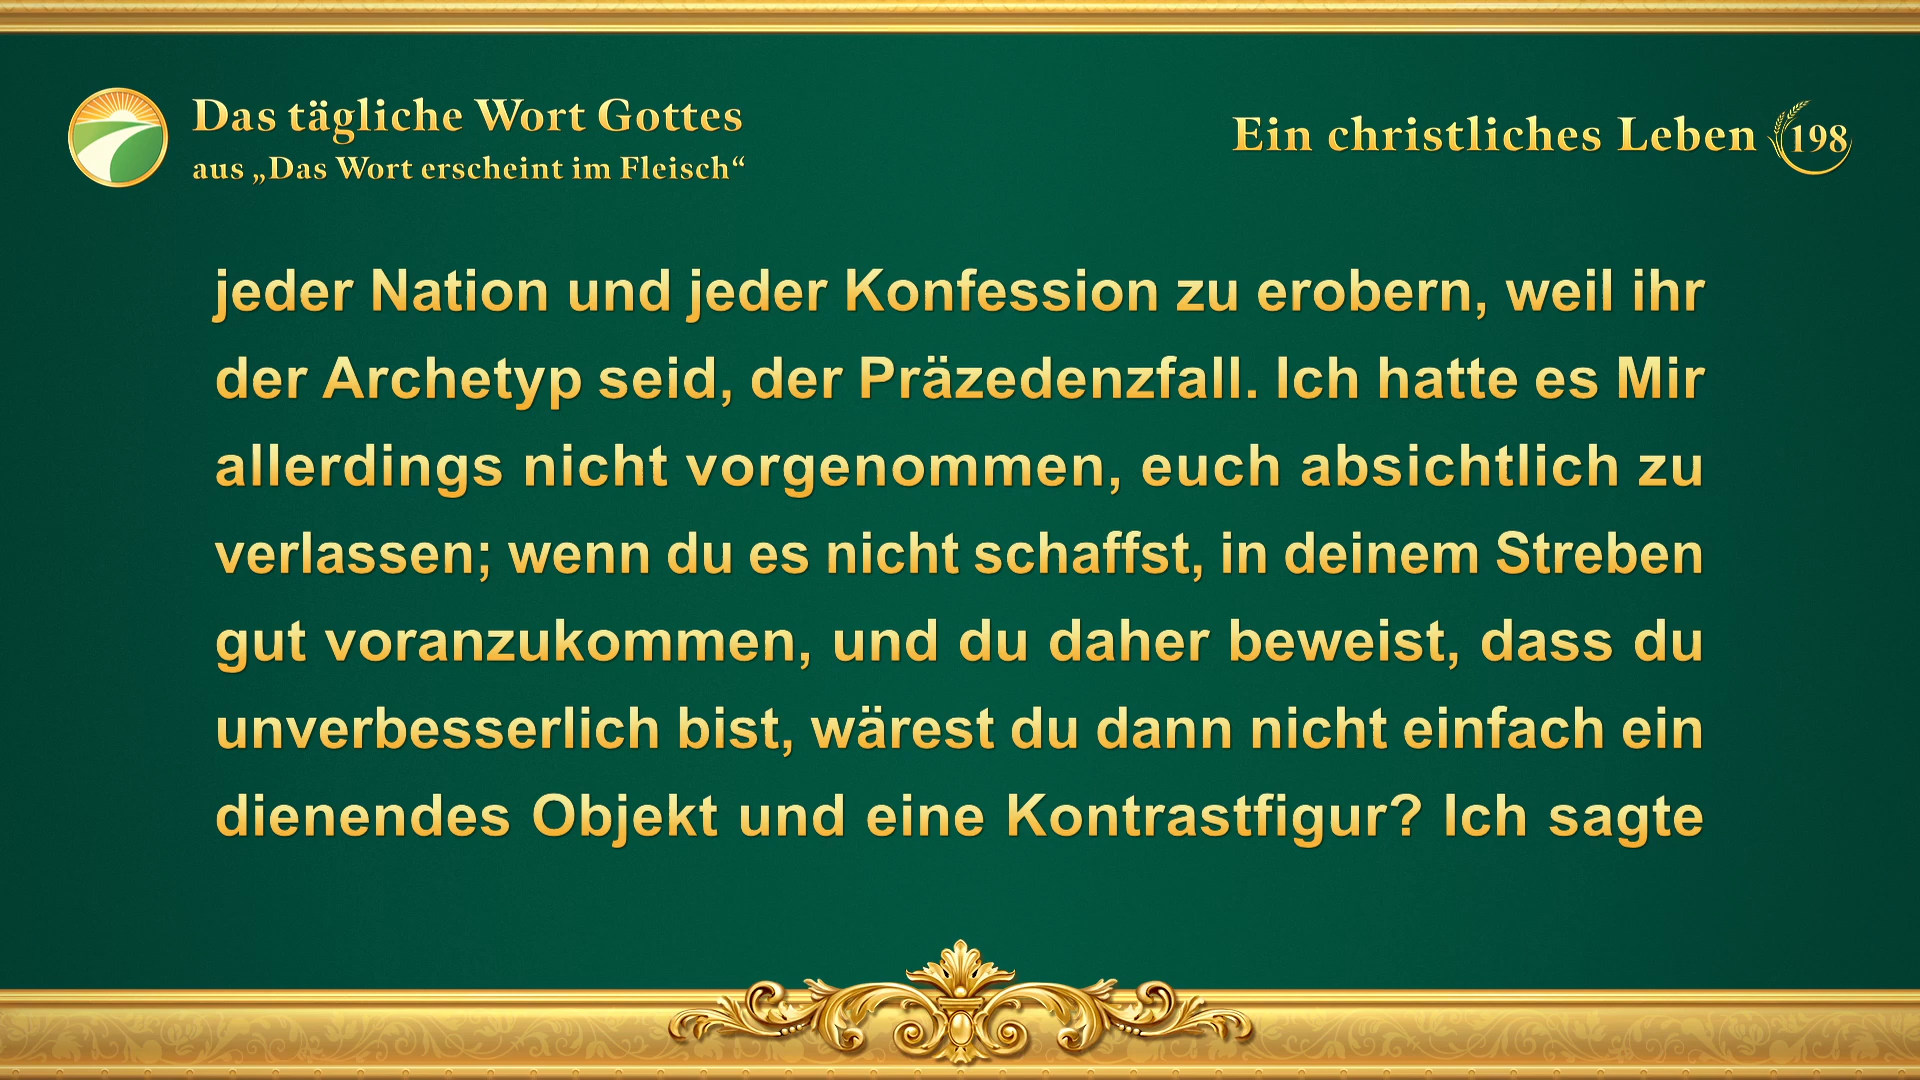 Das tägliche Wort Gottes
aus „Das Wort erscheint im Fleisch“
Ein christliches Leben 198
jeder Nation und jeder Konfession zu erobern, weil ihr
der Archetyp seid, der Präzedenzfall. Ich hatte es Mir
allerdings nicht vorgenommen, euch absichtlich zu
verlassen; wenn du es nicht schaffst, in deinem Streben
gut voranzukommen, und du daher beweist, dass du
unverbesserlich bist, wärest du dann nicht einfach ein
dienendes Objekt und eine Kontrastfigur? Ich sagte